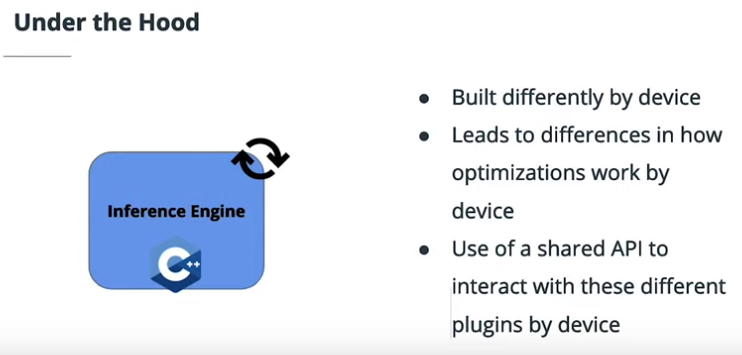 Under the Hood
Inference Engine
C++
● Built differently by device
● Leads to differences in how
optimizations work by
device
● Use of a shared API to
interact with these different
plugins by device